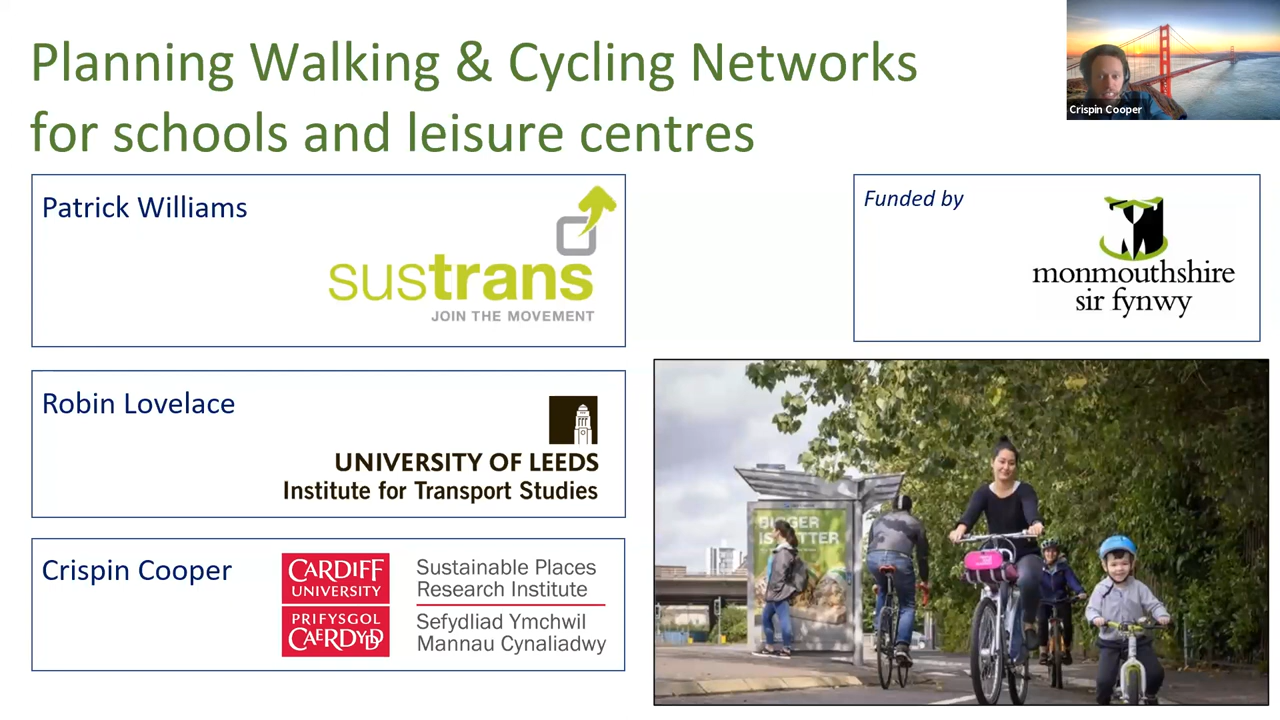 Planning Walking & Cycling Networks
for schools and leisure centres
Crispin Cooper
Patrick Williams
sustrans
JOIN THE MOVEMENT
Funded by
monmouthshire
sir fynwy
Robin Lovelace
UNIVERSITY OF LEEDS
Institute for Transport Studies
Crispin Cooper
CARDIFF
UNIVERSITY
PRIFYSGOL
CAERDYDD
Sustainable Places
Research Institute
Sefydliad Ymchwil
Mannau Cynaliadwy
BIGGER